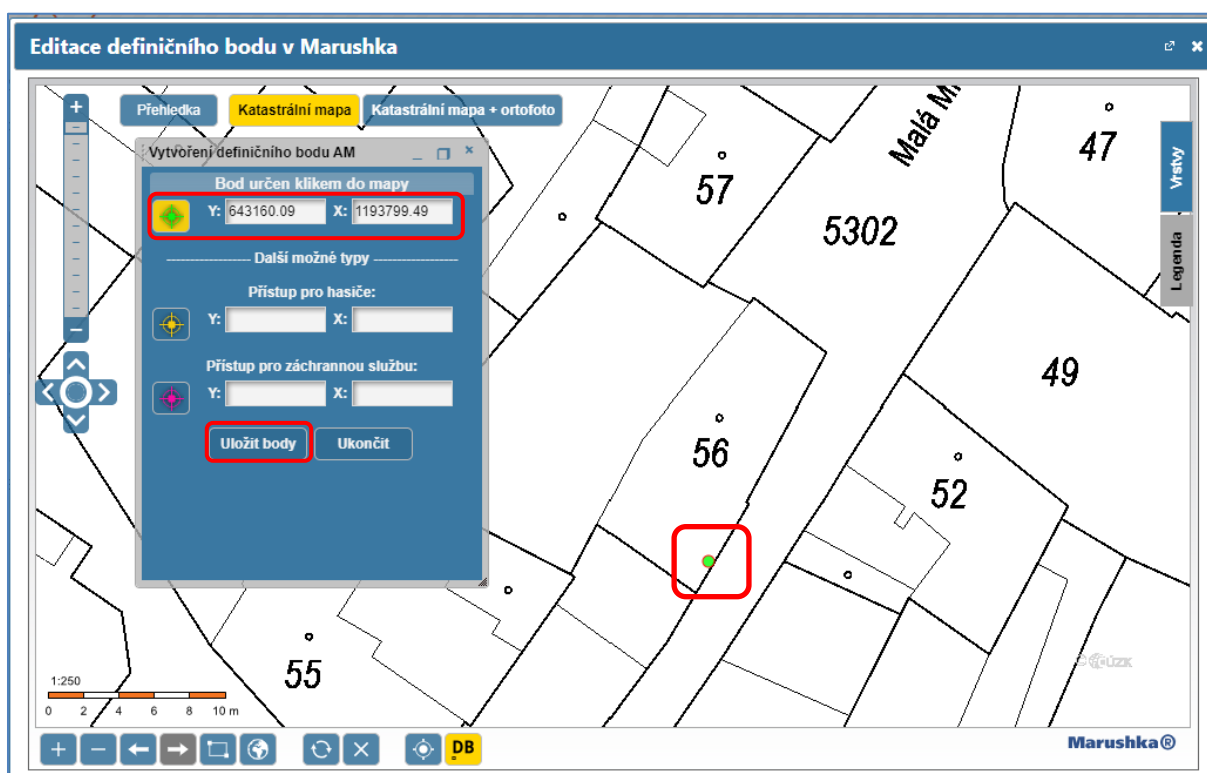 Editace definičního bodu v Marushka
Přehledka
Katastrální mapa
Katastrální mapa + ortofoto
Vytvoření definičního bodu AM
Bod určen klikem do mapy
Y: 643160.09 X: 1193799.49
Další možné typy
Přístup pro hasiče:
Y: X:
Přístup pro záchrannou službu:
Y: X:
Uložit body
Ukončit
Vrstvy
Legenda
47
57
5302
49
56
52
55
1:250
0 2 4 6 8 10 m
DB
Marushka®